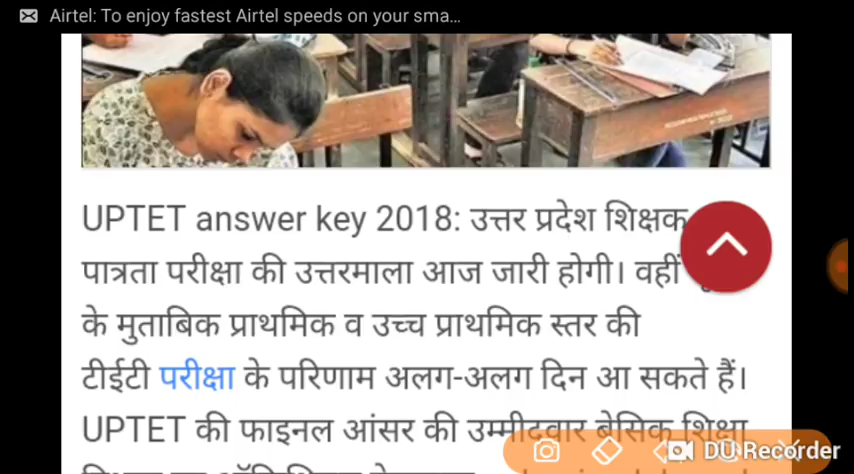 Airtel: To enjoy fastest Airtel speeds on your sma...
UPTET answer key 2018: उत्तर प्रदेश शिक्षक
पात्रता परीक्षा की उत्तरमाला आज जारी होगी। वहीं
के मुताबिक प्राथमिक व उच्च प्राथमिक स्तर की
टीईटी परीक्षा के परिणाम अलग-अलग दिन आ सकते हैं।
UPTET की फाइनल आंसर की उम्मीदवार बेसिक शिक्षा
DU Recorder